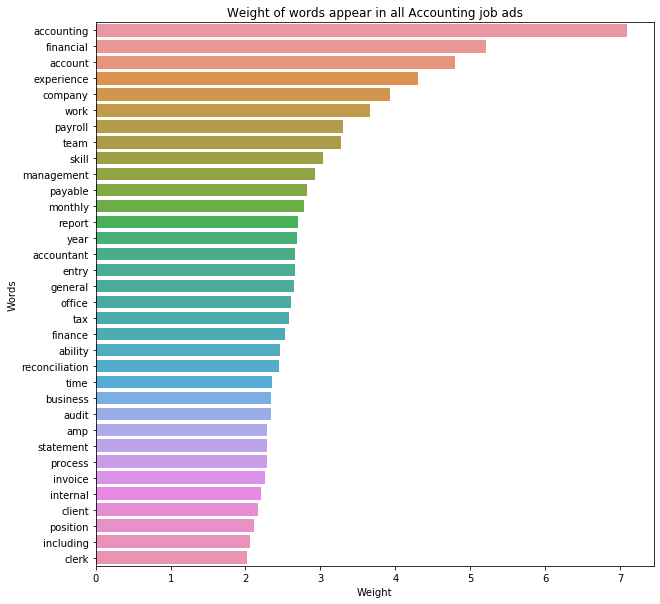 Weight of words appear in all Accounting job ads
Words
accounting
financial
account
experience
company
work
payroll
team
skill
management
payable
monthly
report
year
accountant
entry
general
office
tax
finance
ability
reconciliation
time
business
audit
amp
statement
process
invoice
internal
client
position
including
clerk
0 1 2 3 4 5 6 7
Weight